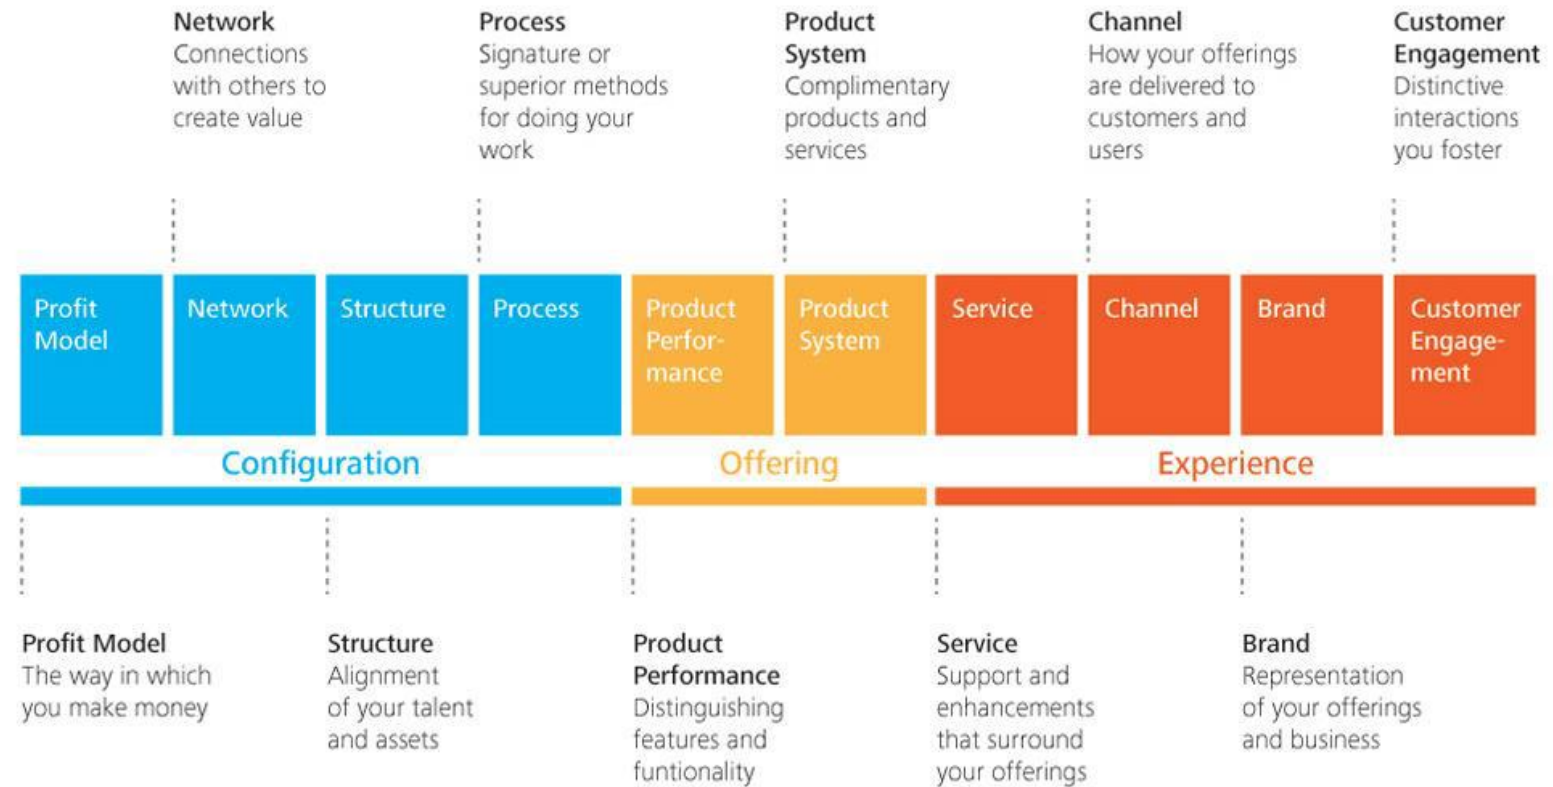 Network
Connections
with others to
create value
Process
Signature or
superior methods
for doing your
work
Product
System
Complimentary
products and
services
Channel
How your offerings
are delivered to
customers and
users
Customer
Engagement
Distinctive
interactions
you foster
Profit
Model
Network
Structure
Process
Product
Perfor-
mance
Product
System
Service
Channel
Brand
Customer
Engage-
ment
Configuration
Offering
Experience
Profit Model
The way in which
you make money
Structure
Alignment
of your talent
and assets
Product
Performance
Distinguishing
features and
funtionality
Service
Support and
enhancements
that surround
your offerings
Brand
Representation
of your offerings
and business